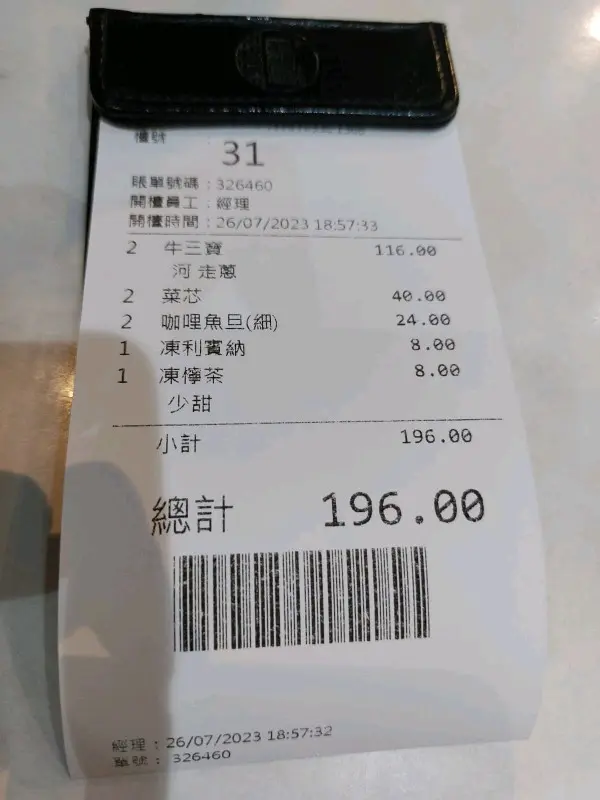 檯號
31
賬單號碼：326460
開檯員工：經理
開檯時間：26/07/2023 18:57:33
2 牛三寶 116.00
河 走蔥
2 菜芯 40.00
2 咖哩魚旦(細) 24.00
1 凍利賓納 8.00
1 凍檸茶 8.00
少甜
小計 196.00
總計 196.00
經理：26/07/2023 18:57:32
單號：326460